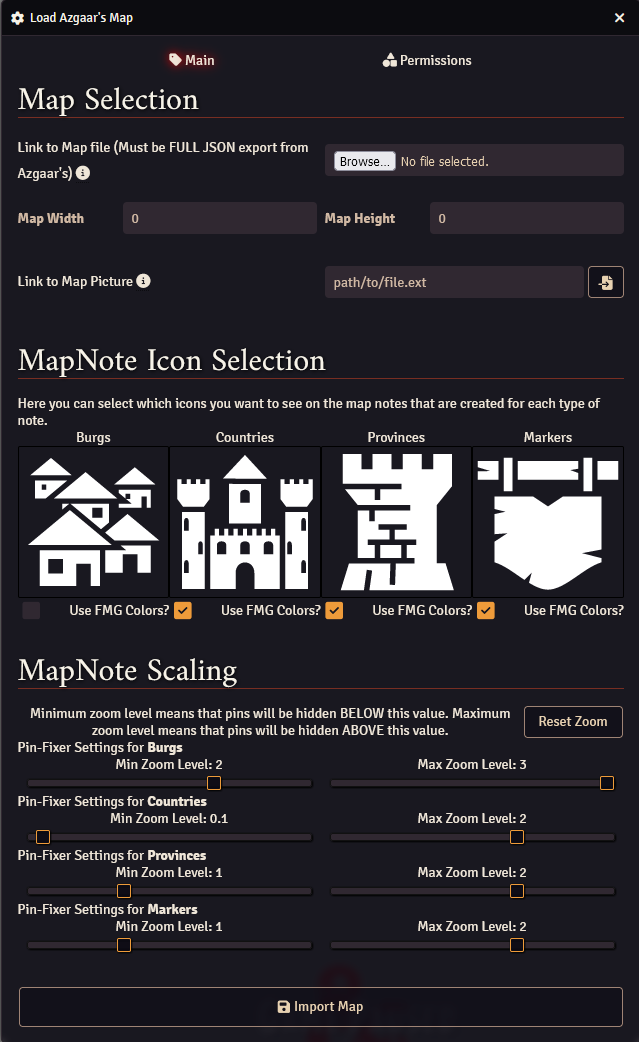 Load Azgaar's Map
Main
Permissions
Map Selection
Link to Map file (Must be FULL JSON export from
Azgaar's)
Browse... No file selected.
Map Width 0 Map Height 0
Link to Map Picture path/to/file.ext
MapNote Icon Selection
Here you can select which icons you want to see on the map notes that are created for each type of
note.
Burgs Countries Provinces Markers
Use FMG Colors? Use FMG Colors? Use FMG Colors? Use FMG Colors?
MapNote Scaling
Minimum zoom level means that pins will be hidden BELOW this value. Maximum
zoom level means that pins will be hidden ABOVE this value.
Reset Zoom
Pin-Fixer Settings for Burgs
Min Zoom Level: 2 Max Zoom Level: 3
Pin-Fixer Settings for Countries
Min Zoom Level: 0.1 Max Zoom Level: 2
Pin-Fixer Settings for Provinces
Min Zoom Level: 1 Max Zoom Level: 2
Pin-Fixer Settings for Markers
Min Zoom Level: 1 Max Zoom Level: 2
Import Map